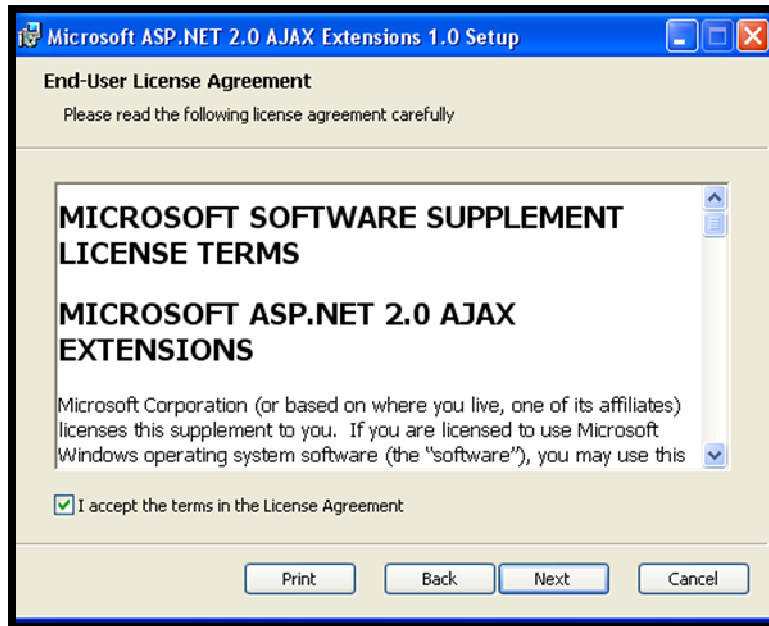 Microsoft ASP.NET 2.0 AJAX Extensions 1.0 Setup
End-User License Agreement
Please read the following license agreement carefully
MICROSOFT SOFTWARE SUPPLEMENT
LICENSE TERMS
MICROSOFT ASP.NET 2.0 AJAX
EXTENSIONS
Microsoft Corporation (or based on where you live, one of its affiliates)
licenses this supplement to you.  If you are licensed to use Microsoft
Windows operating system software (the "software"), you may use this
I accept the terms in the License Agreement
Print Back Next Cancel